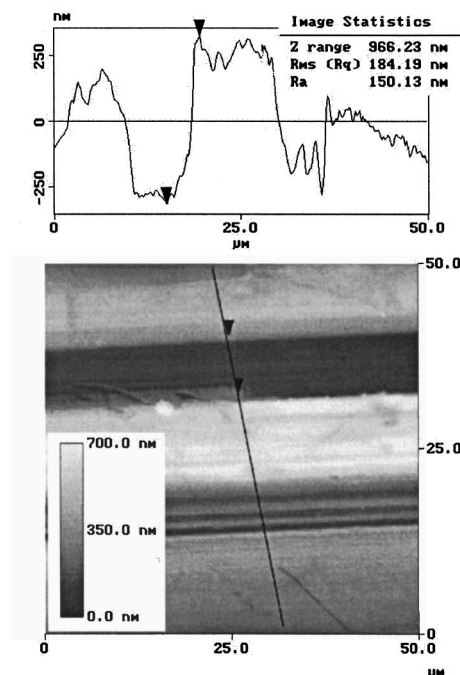 nm
Image Statistics
Z range 966.23 nm
Rms (Rq) 184.19 nm
Ra 150.13 nm
250
0
-250
0 25.0 50.0
μm
50.0
25.0
0
700.0 nm
350.0 nm
0.0 nm
0 25.0 50.0
μm